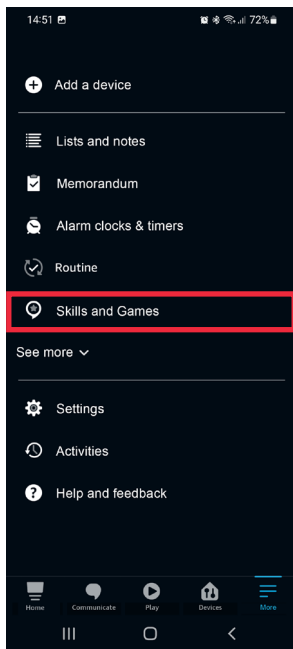 14:51 72%
Add a device
Lists and notes
Memorandum
Alarm clocks & timers
Routine
Skills and Games
See more
Settings
Activities
Help and feedback
Home Communicate Play Devices More